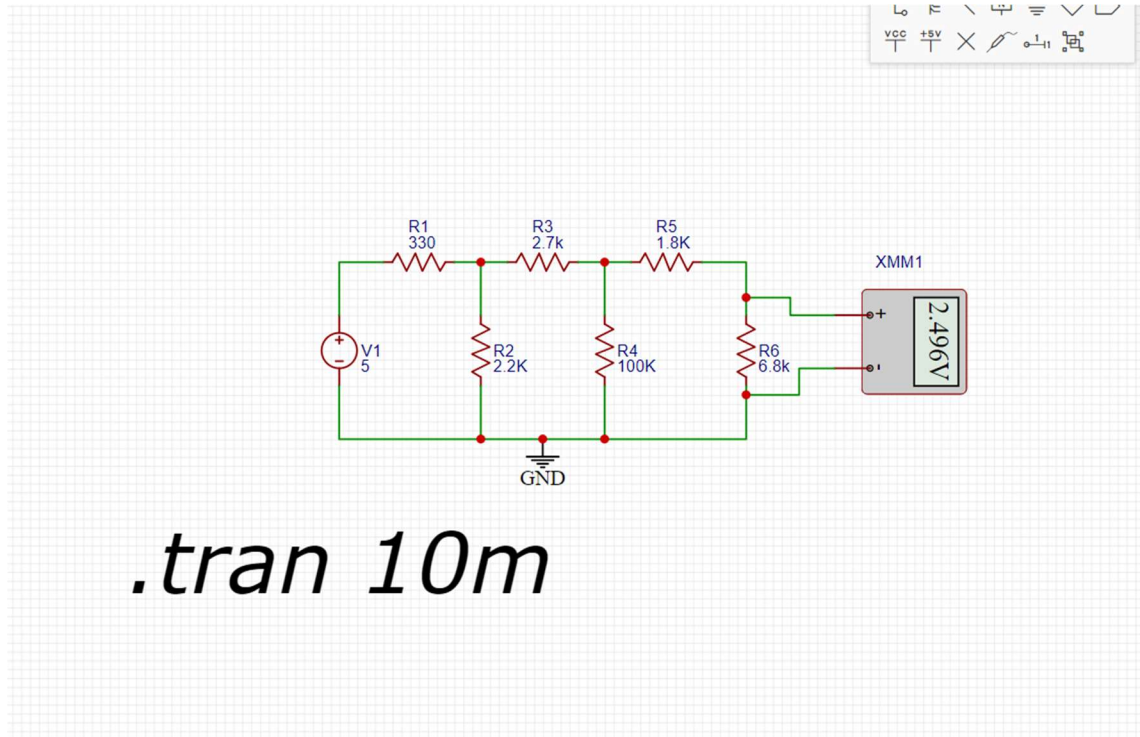 VCC +5V
R1
330
R3
2.7k
R5
1.8K
XMM1
+
2.496V
V1
5
R2
2.2K
R4
100K
R6
6.8k
-
GND
.tran 10m